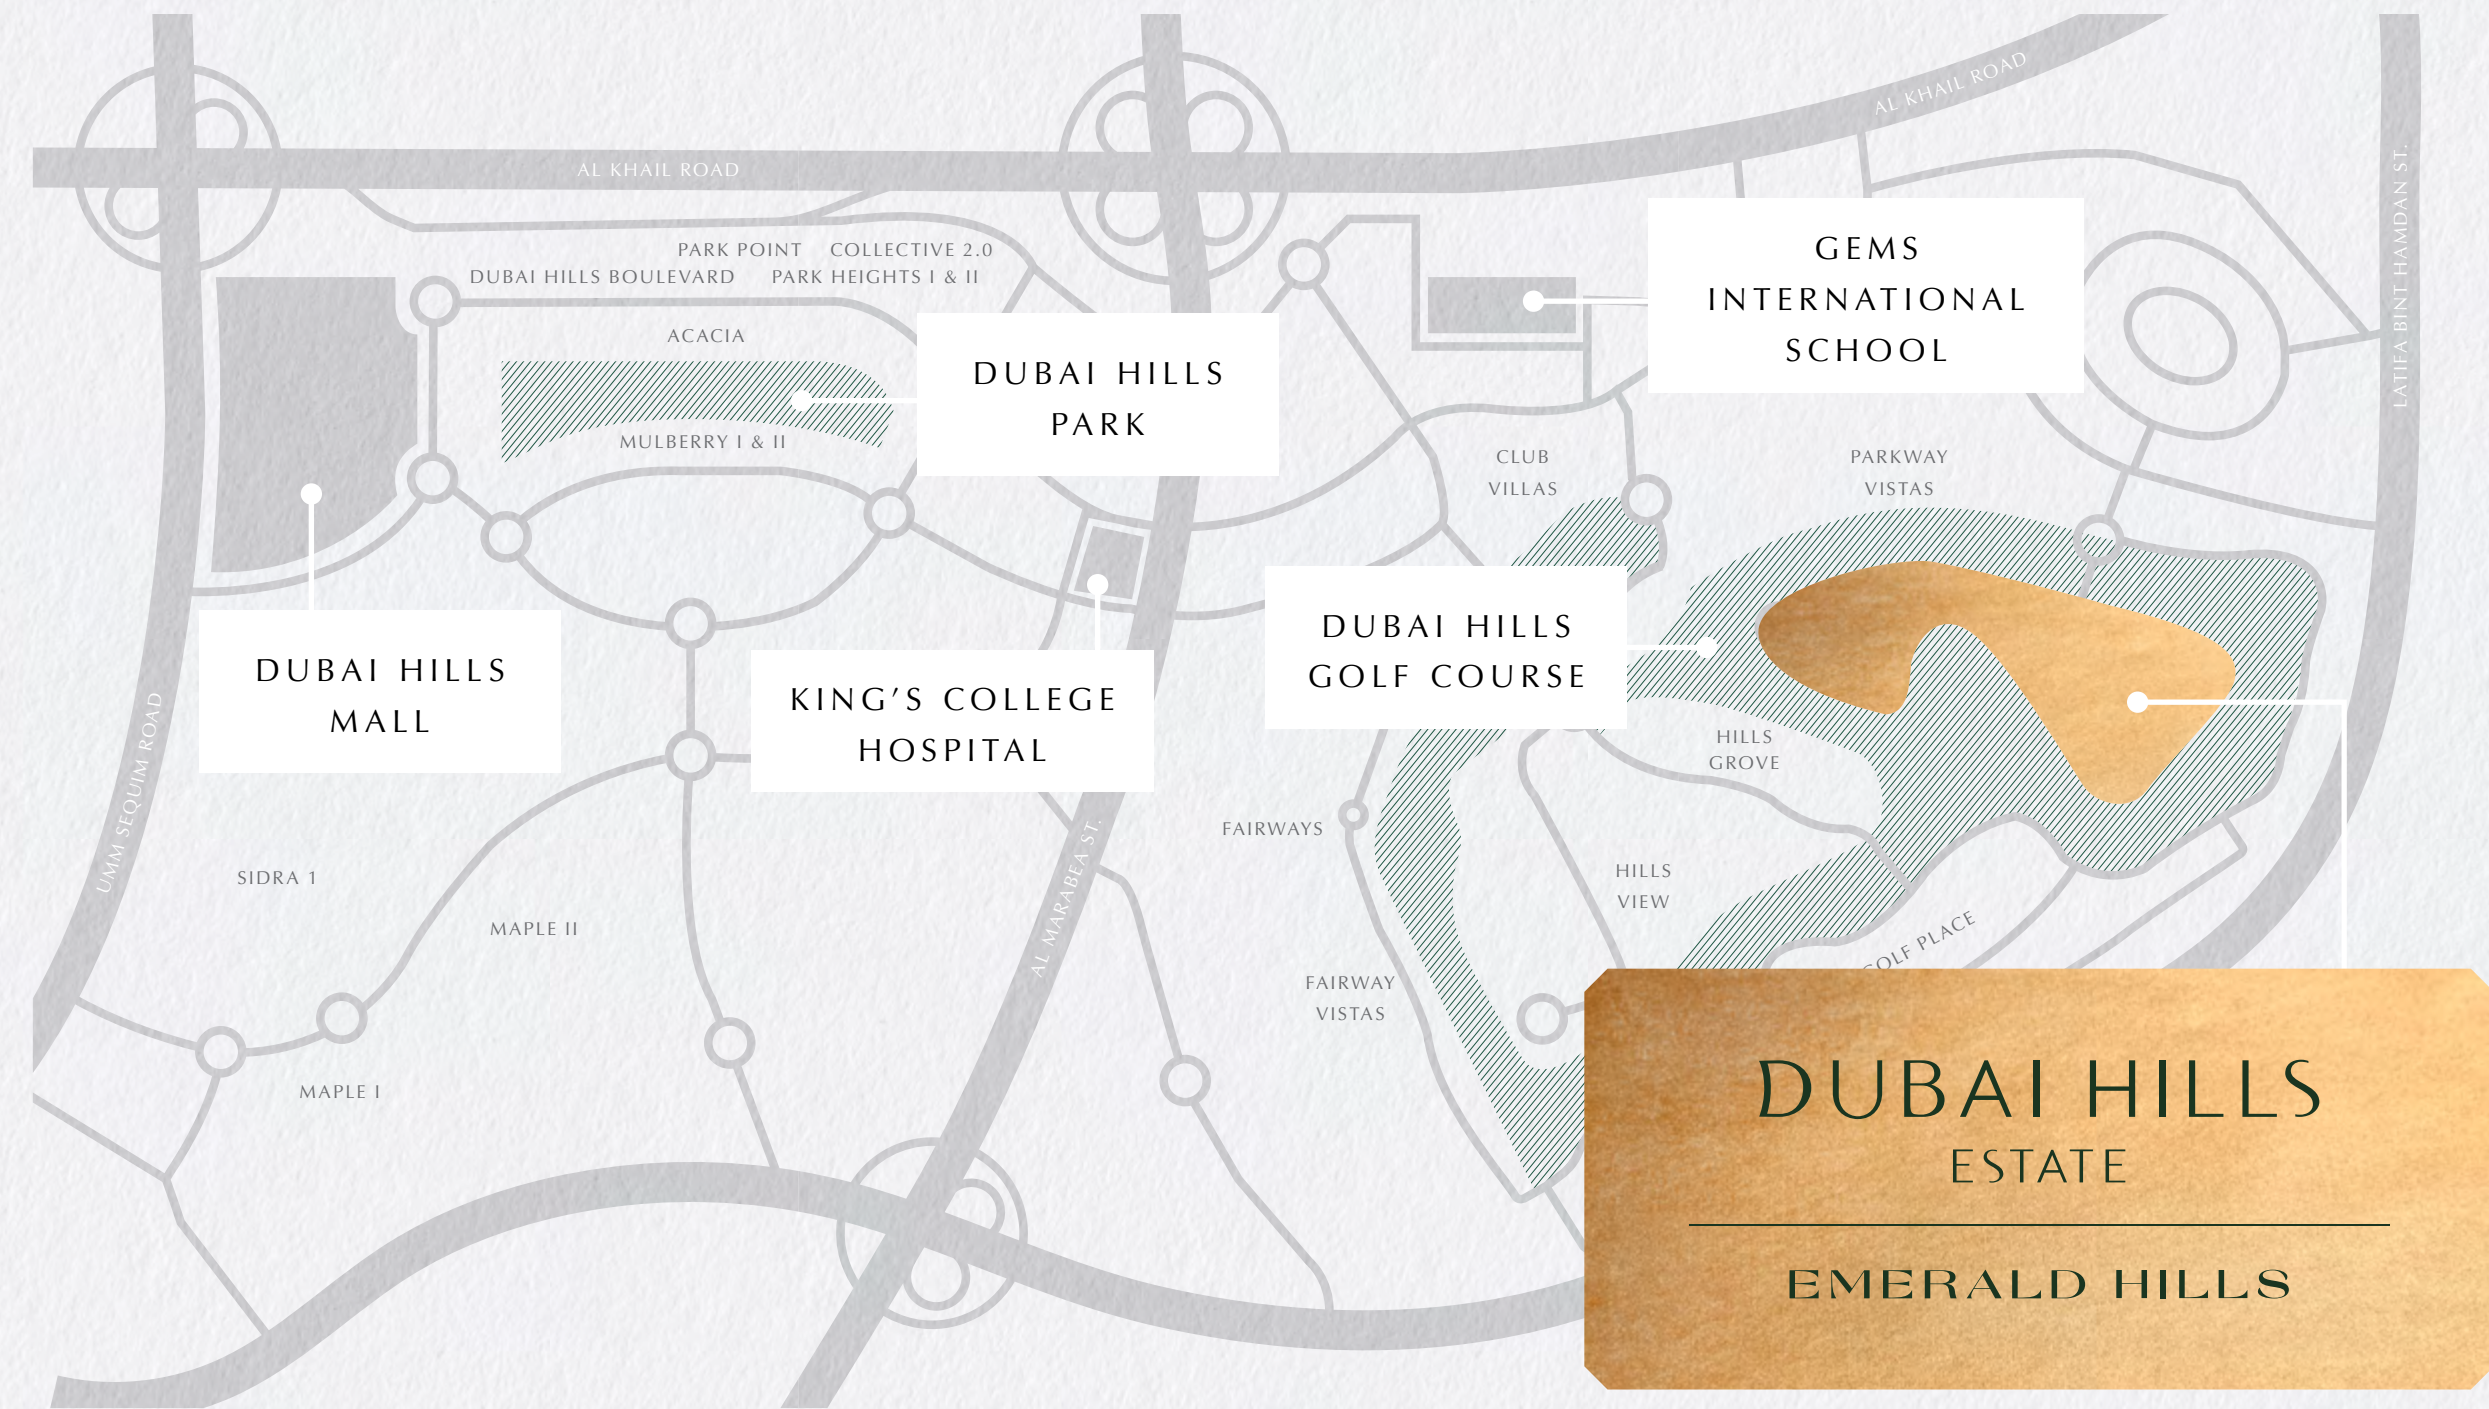 AL KHAIL ROAD
AL KHAIL ROAD
LATIFA BINT HAMDAN ST.
PARK POINT COLLECTIVE 2.0
DUBAI HILLS BOULEVARD PARK HEIGHTS I & II
GEMS
INTERNATIONAL
SCHOOL
ACACIA
DUBAI HILLS
PARK
MULBERRY I & II
CLUB
VILLAS
PARKWAY
VISTAS
DUBAI HILLS
MALL
KING'S COLLEGE
HOSPITAL
DUBAI HILLS
GOLF COURSE
HILLS
GROVE
UMM SEQUIM ROAD
AL MARABEA ST.
FAIRWAYS
SIDRA 1
MAPLE II
HILLS
VIEW
FAIRWAY
VISTAS
PLACE
MAPLE I
DUBAI HILLS
ESTATE
EMERALD HILLS